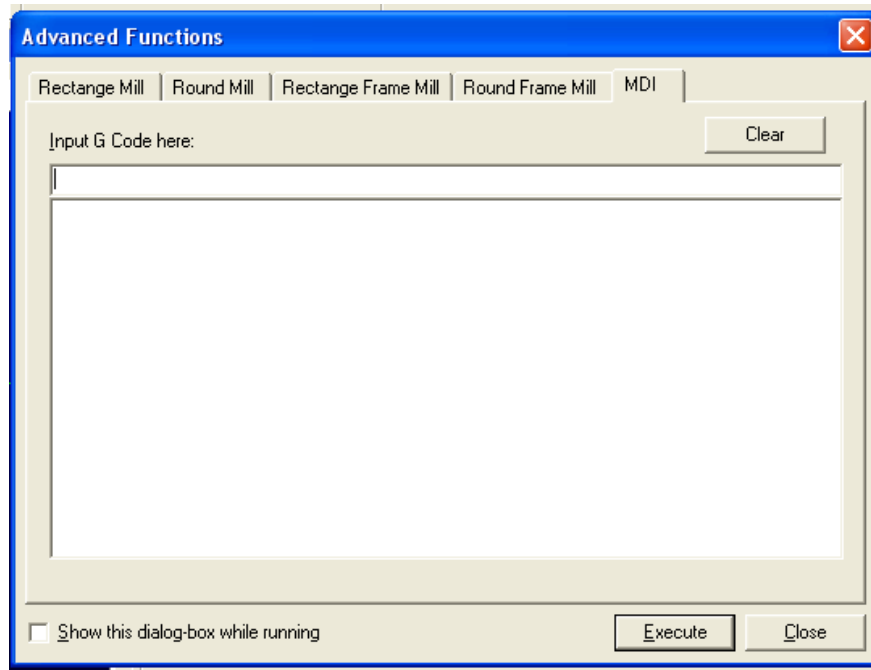 Advanced Functions
Rectange Mill Round Mill Rectange Frame Mill Round Frame Mill MDI
Input G Code here: Clear
Show this dialog-box while running Execute Close